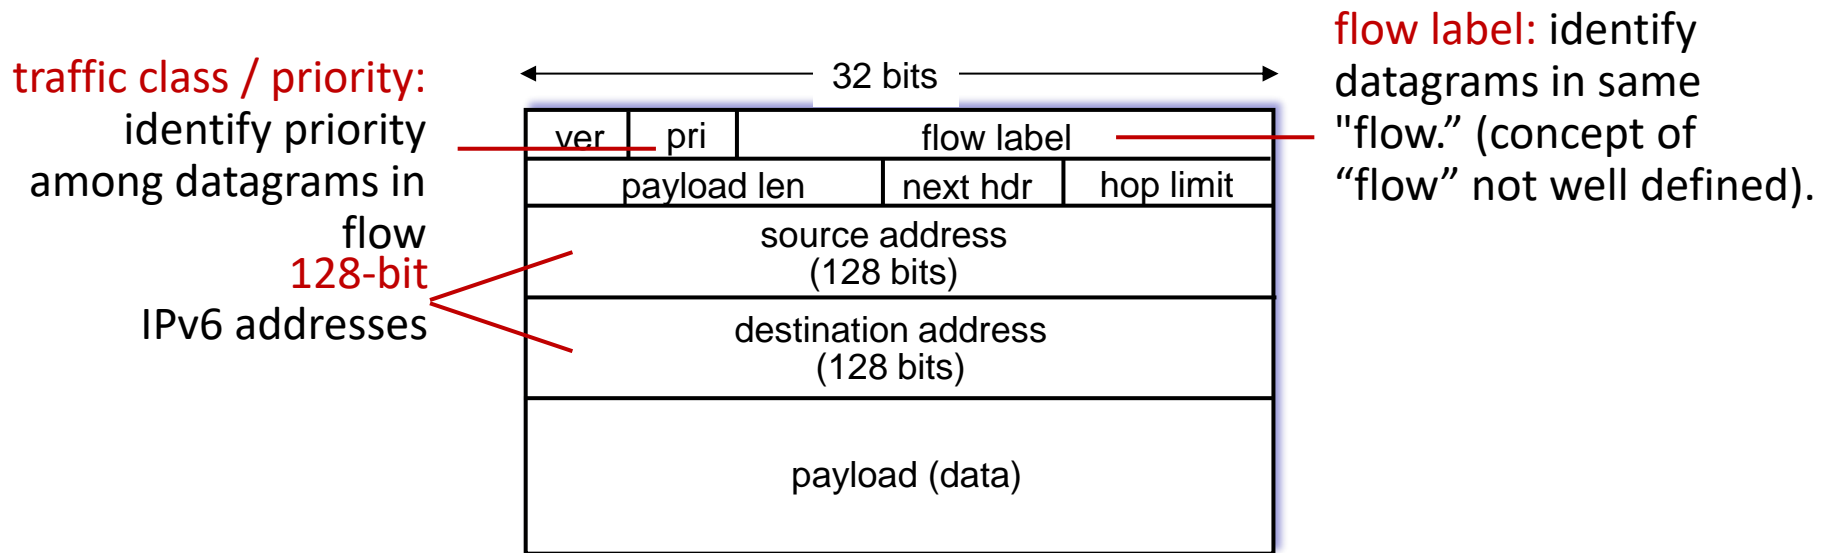 traffic class / priority:
identify priority
among datagrams in
flow
128-bit
IPv6 addresses
32 bits
ver pri flow label
payload len next hdr hop limit
source address
(128 bits)
destination address
(128 bits)
payload (data)
flow label: identify
datagrams in same
"flow.” (concept of
“flow” not well defined).